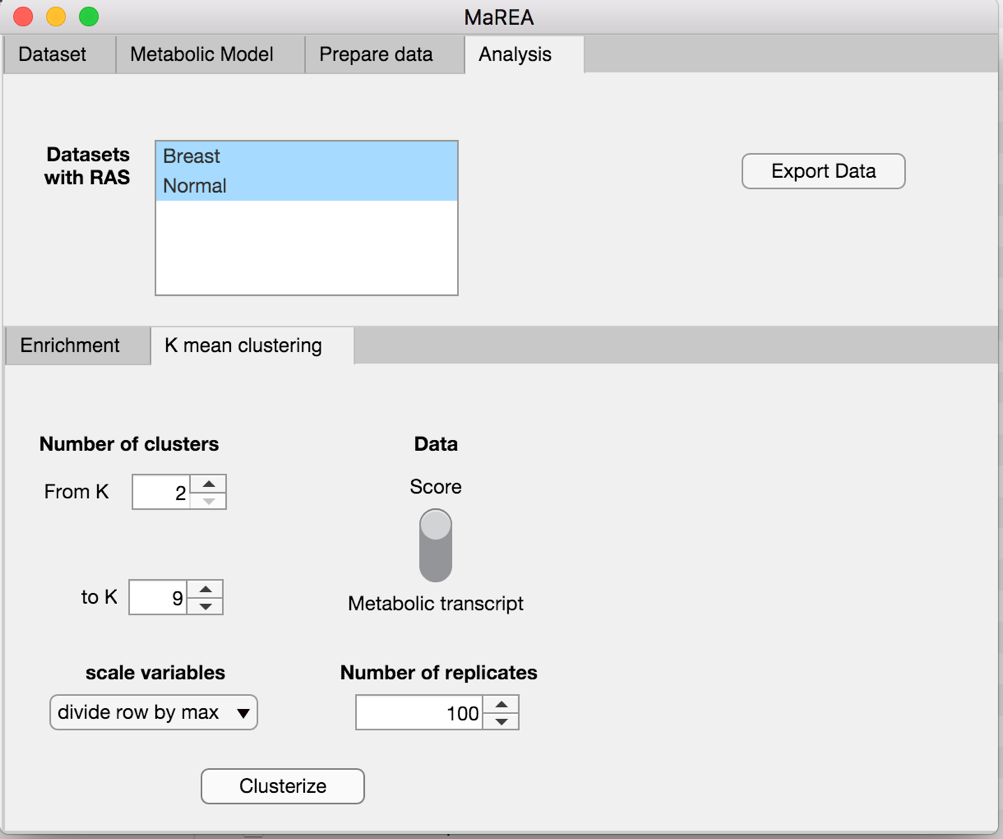 MaREA
Dataset
Metabolic Model
Prepare data
Analysis
Datasets
with RAS
Breast
Normal
Export Data
Enrichment
K mean clustering
Number of clusters
From K
2
to K
9
Data
Score
Metabolic transcript
scale variables
divide row by max
Number of replicates
100
Clusterize